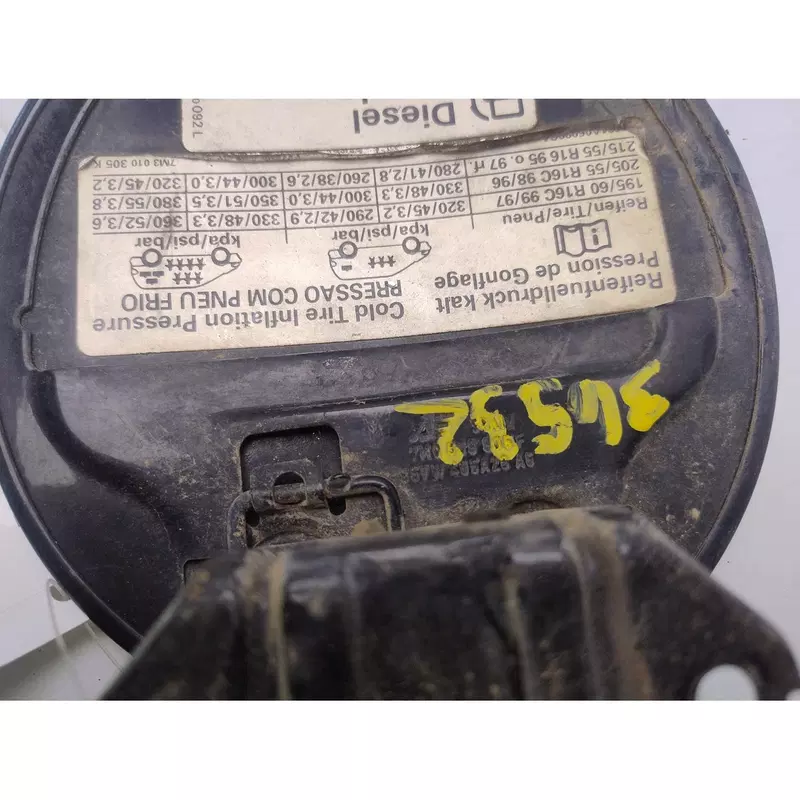 Reifenfuelldruck kalt
Pression de Gonflage
Cold Tire Inflation Pressure
PRESSAO COM PNEU FRIO
Reifen/Tire/Pneu kpa/psi/bar kpa/psi/bar
195/60 R16C 99/97 320/45/3,2 290/42/2,9 330/48/3,3 360/52/3,6
205/55 R16C 98/96 330/48/3,3 300/44/3,0 350/51/3,5 380/55/3,8
215/55 R16 95 o. 97 rf. 280/41/2,8 260/38/2,6 300/44/3,0 320/45/3,2
7M3 010 305 K
Diesel
092 L
34592